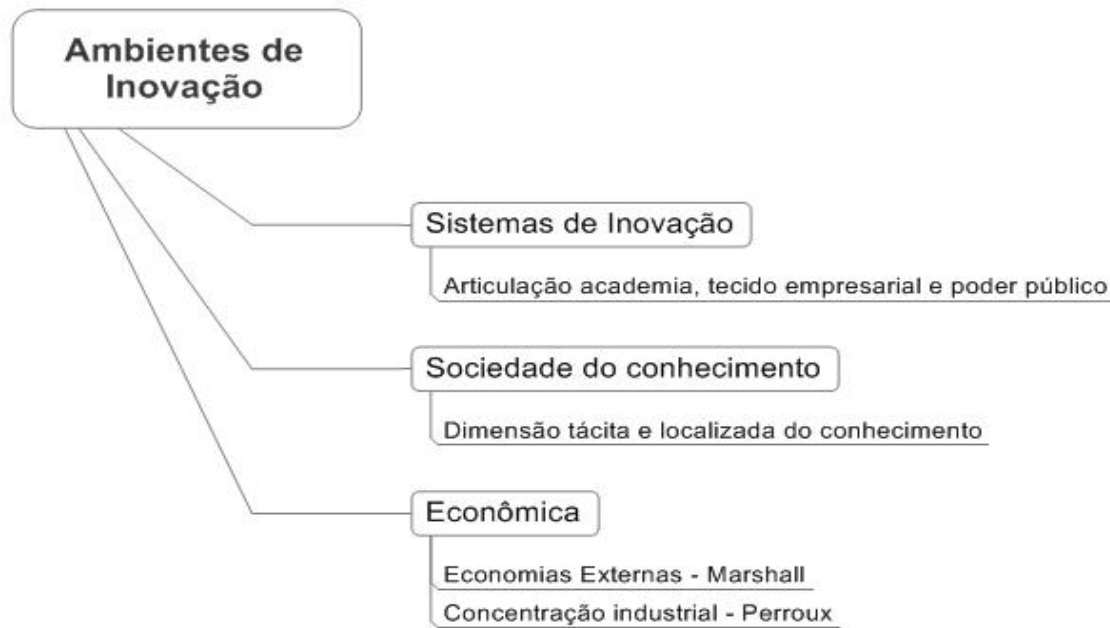 Ambientes de
Inovação
Sistemas de Inovação
Articulação academia, tecido empresarial e poder público
Sociedade do conhecimento
Dimensão tácita e localizada do conhecimento
Econômica
Economias Externas - Marshall
Concentração industrial - Perroux